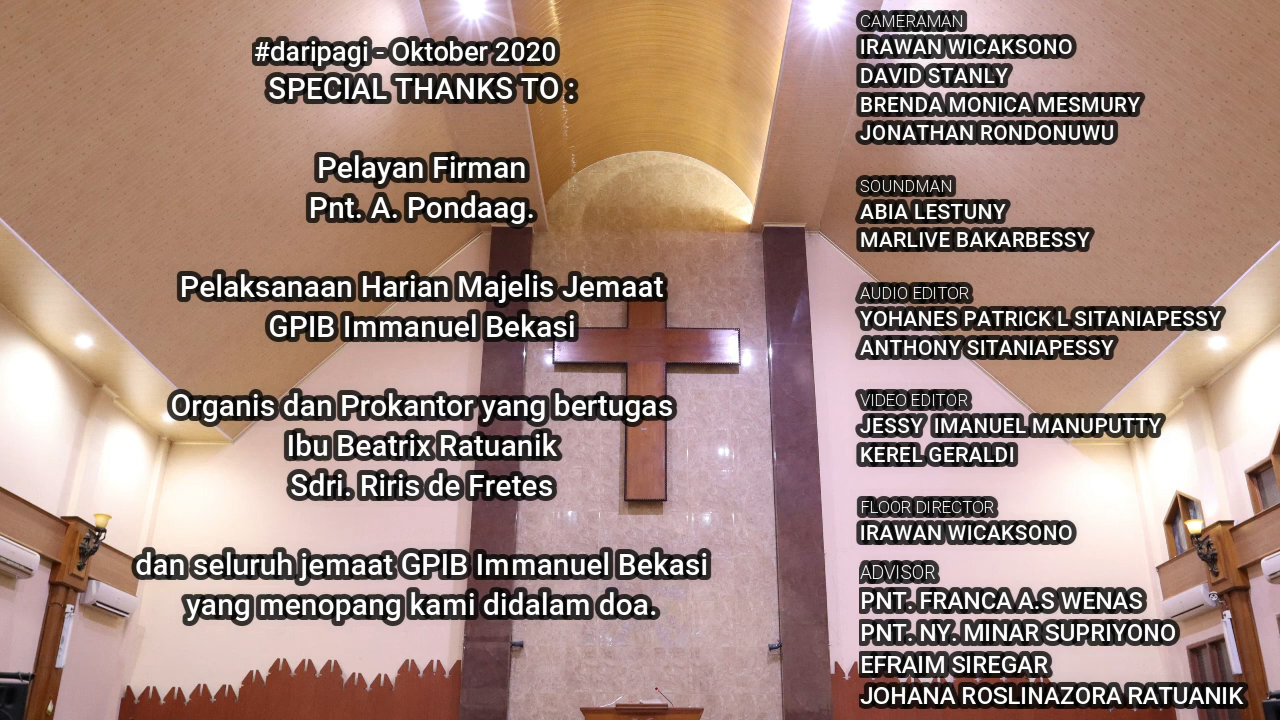 #daripagi - Oktober 2020
SPECIAL THANKS TO :
Pelayan Firman
Pnt. A. Pondaag.
Pelaksanaan Harian Majelis Jemaat
GPIB Immanuel Bekasi
Organis dan Prokantor yang bertugas
Ibu Beatrix Ratuanik
Sdri. Riris de Fretes
dan seluruh jemaat GPIB Immanuel Bekasi
yang menopang kami didalam doa.
CAMERAMAN
IRAWAN WICAKSONO
DAVID STANLY
BRENDA MONICA MESMURY
JONATHAN RONDONUWU
SOUNDMAN
ABIA LESTUNY
MARLIVE BAKARBESSY
AUDIO EDITOR
YOHANES PATRICK L SITANIAPESSY
ANTHONY SITANIAPESSY
VIDEO EDITOR
JESSY IMANUEL MANUPUTTY
KEREL GERALDI
FLOOR DIRECTOR
IRAWAN WICAKSONO
ADVISOR
PNT. FRANCA A.S WENAS
PNT. NY. MINAR SUPRIYONO
EFRAIM SIREGAR
JOHANA ROSLINAZORA RATUANIK